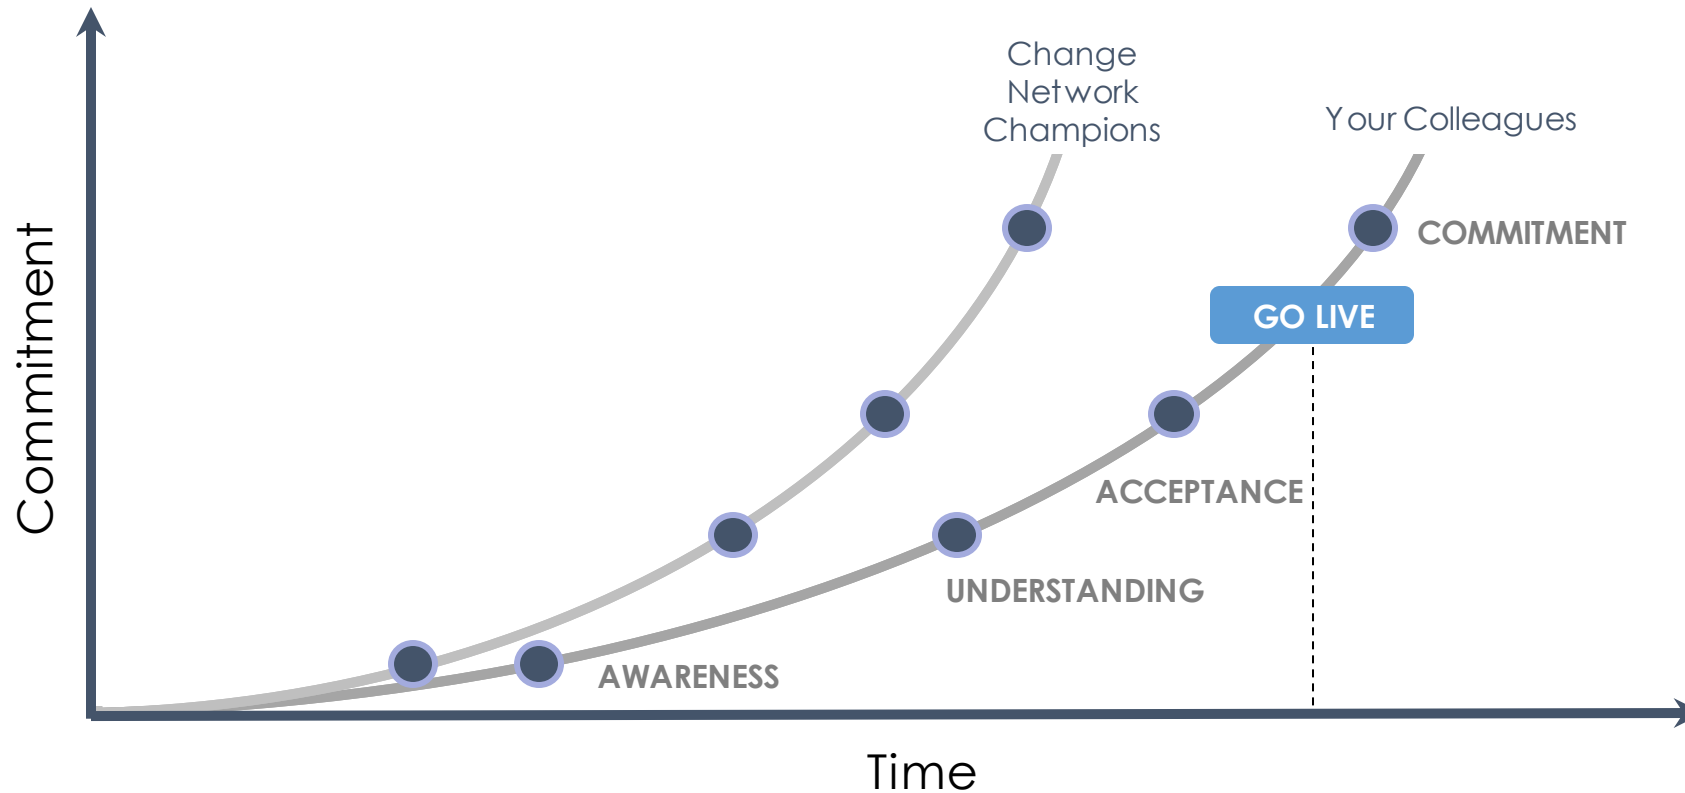 Change
Network
Champions
Your Colleagues
COMMITMENT
GO LIVE
ACCEPTANCE
UNDERSTANDING
AWARENESS
Commitment
Time